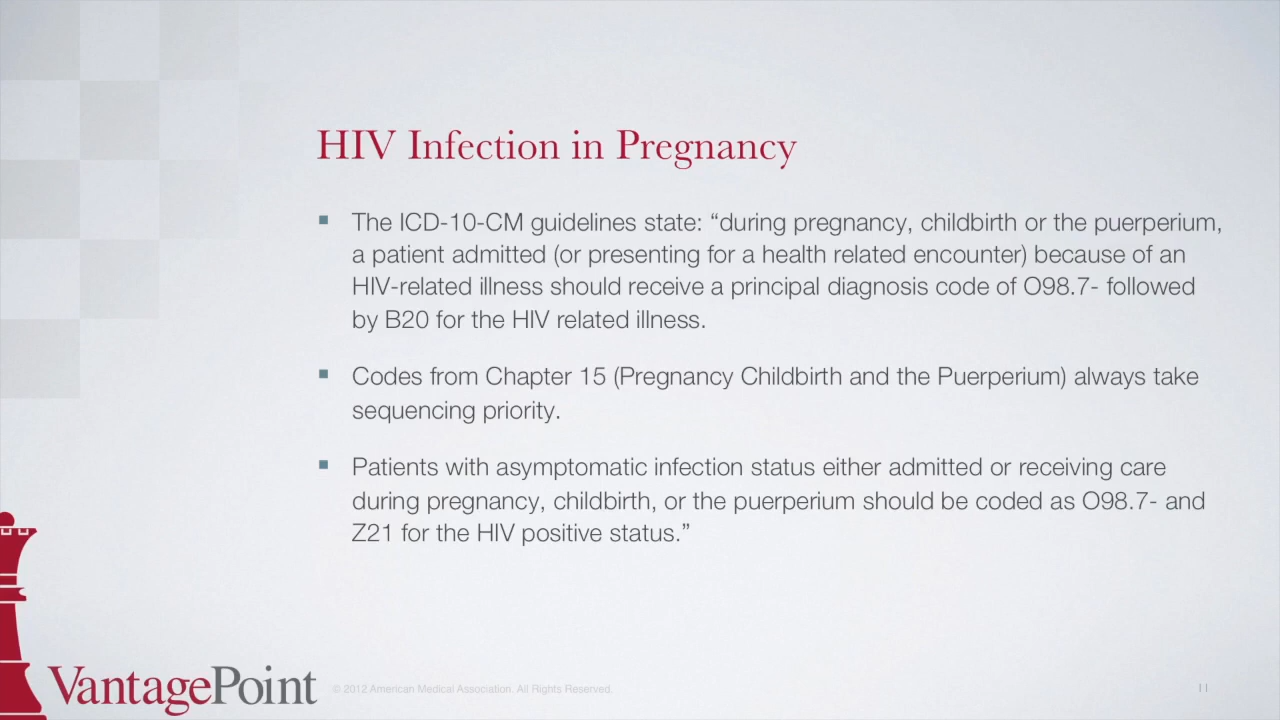 HIV Infection in Pregnancy
The ICD-10-CM guidelines state: “during pregnancy, childbirth or the puerperium,
a patient admitted (or presenting for a health related encounter) because of an
HIV-related illness should receive a principal diagnosis code of O98.7- followed
by B20 for the HIV related illness.
Codes from Chapter 15 (Pregnancy Childbirth and the Puerperium) always take
sequencing priority.
Patients with asymptomatic infection status either admitted or receiving care
during pregnancy, childbirth, or the puerperium should be coded as O98.7- and
Z21 for the HIV positive status.”
VantagePoint
© 2012 American Medical Association. All Rights Reserved.
11